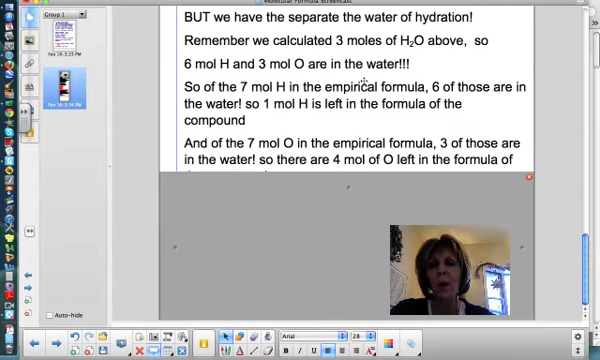 Molecular Formula Screencast
Group 1
BUT we have the separate the water of hydration!
Remember we calculated 3 moles of H₂O above, so
6 mol H and 3 mol O are in the water!!!
So of the 7 mol H in the empirical formula, 6 of those are in
the water! so 1 mol H is left in the formula of the
compound
And of the 7 mol O in the empirical formula, 3 of those are
in the water! so there are 4 mol of O left in the formula of
Auto-hide
Arial
28